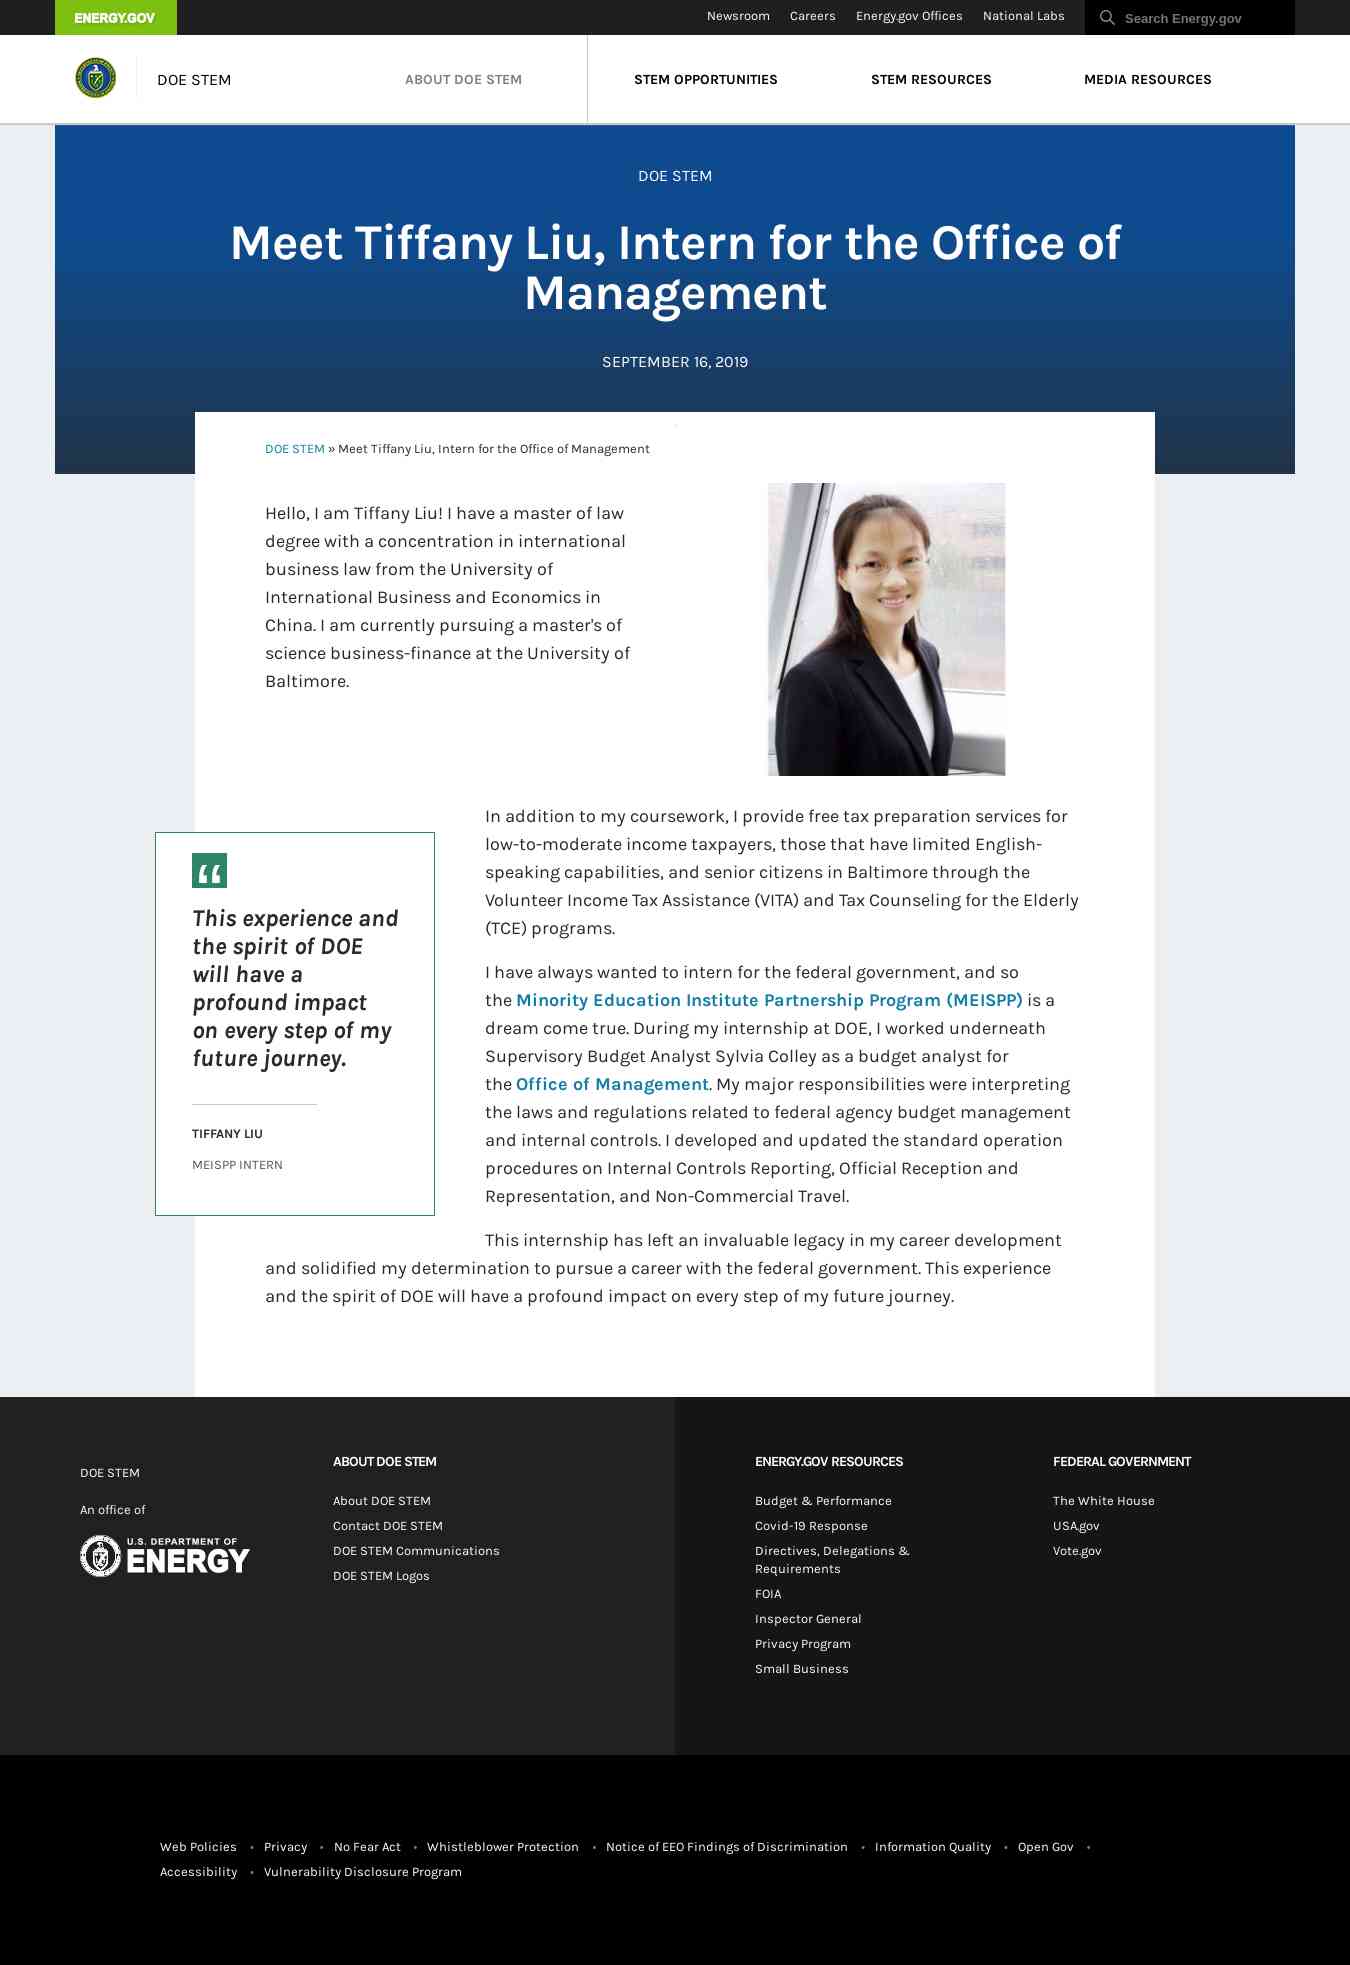 ENERGY.GOV
Newsroom Careers Energy.gov Offices National Labs Search Energy.gov
DOE STEM ABOUT DOE STEM STEM OPPORTUNITIES STEM RESOURCES MEDIA RESOURCES
DOE STEM
Meet Tiffany Liu, Intern for the Office of
Management
SEPTEMBER 16, 2019
DOE STEM » Meet Tiffany Liu, Intern for the Office of Management
Hello, I am Tiffany Liu! I have a master of law
degree with a concentration in international
business law from the University of
International Business and Economics in
China. I am currently pursuing a master's of
science business-finance at the University of
Baltimore.
In addition to my coursework, I provide free tax preparation services for
low-to-moderate income taxpayers, those that have limited English-
speaking capabilities, and senior citizens in Baltimore through the
Volunteer Income Tax Assistance (VITA) and Tax Counseling for the Elderly
(TCE) programs.
“
This experience and
the spirit of DOE
will have a
profound impact
on every step of my
future journey.
TIFFANY LIU
MEISPP INTERN
I have always wanted to intern for the federal government, and so
the Minority Education Institute Partnership Program (MEISPP) is a
dream come true. During my internship at DOE, I worked underneath
Supervisory Budget Analyst Sylvia Colley as a budget analyst for
the Office of Management. My major responsibilities were interpreting
the laws and regulations related to federal agency budget management
and internal controls. I developed and updated the standard operation
procedures on Internal Controls Reporting, Official Reception and
Representation, and Non-Commercial Travel.
This internship has left an invaluable legacy in my career development
and solidified my determination to pursue a career with the federal government. This experience
and the spirit of DOE will have a profound impact on every step of my future journey.
DOE STEM
An office of
U.S. DEPARTMENT OF
ENERGY
ABOUT DOE STEM
About DOE STEM
Contact DOE STEM
DOE STEM Communications
DOE STEM Logos
ENERGY.GOV RESOURCES
Budget & Performance
Covid-19 Response
Directives, Delegations &
Requirements
FOIA
Inspector General
Privacy Program
Small Business
FEDERAL GOVERNMENT
The White House
USA.gov
Vote.gov
Web Policies • Privacy • No Fear Act • Whistleblower Protection • Notice of EEO Findings of Discrimination • Information Quality • Open Gov •
Accessibility • Vulnerability Disclosure Program